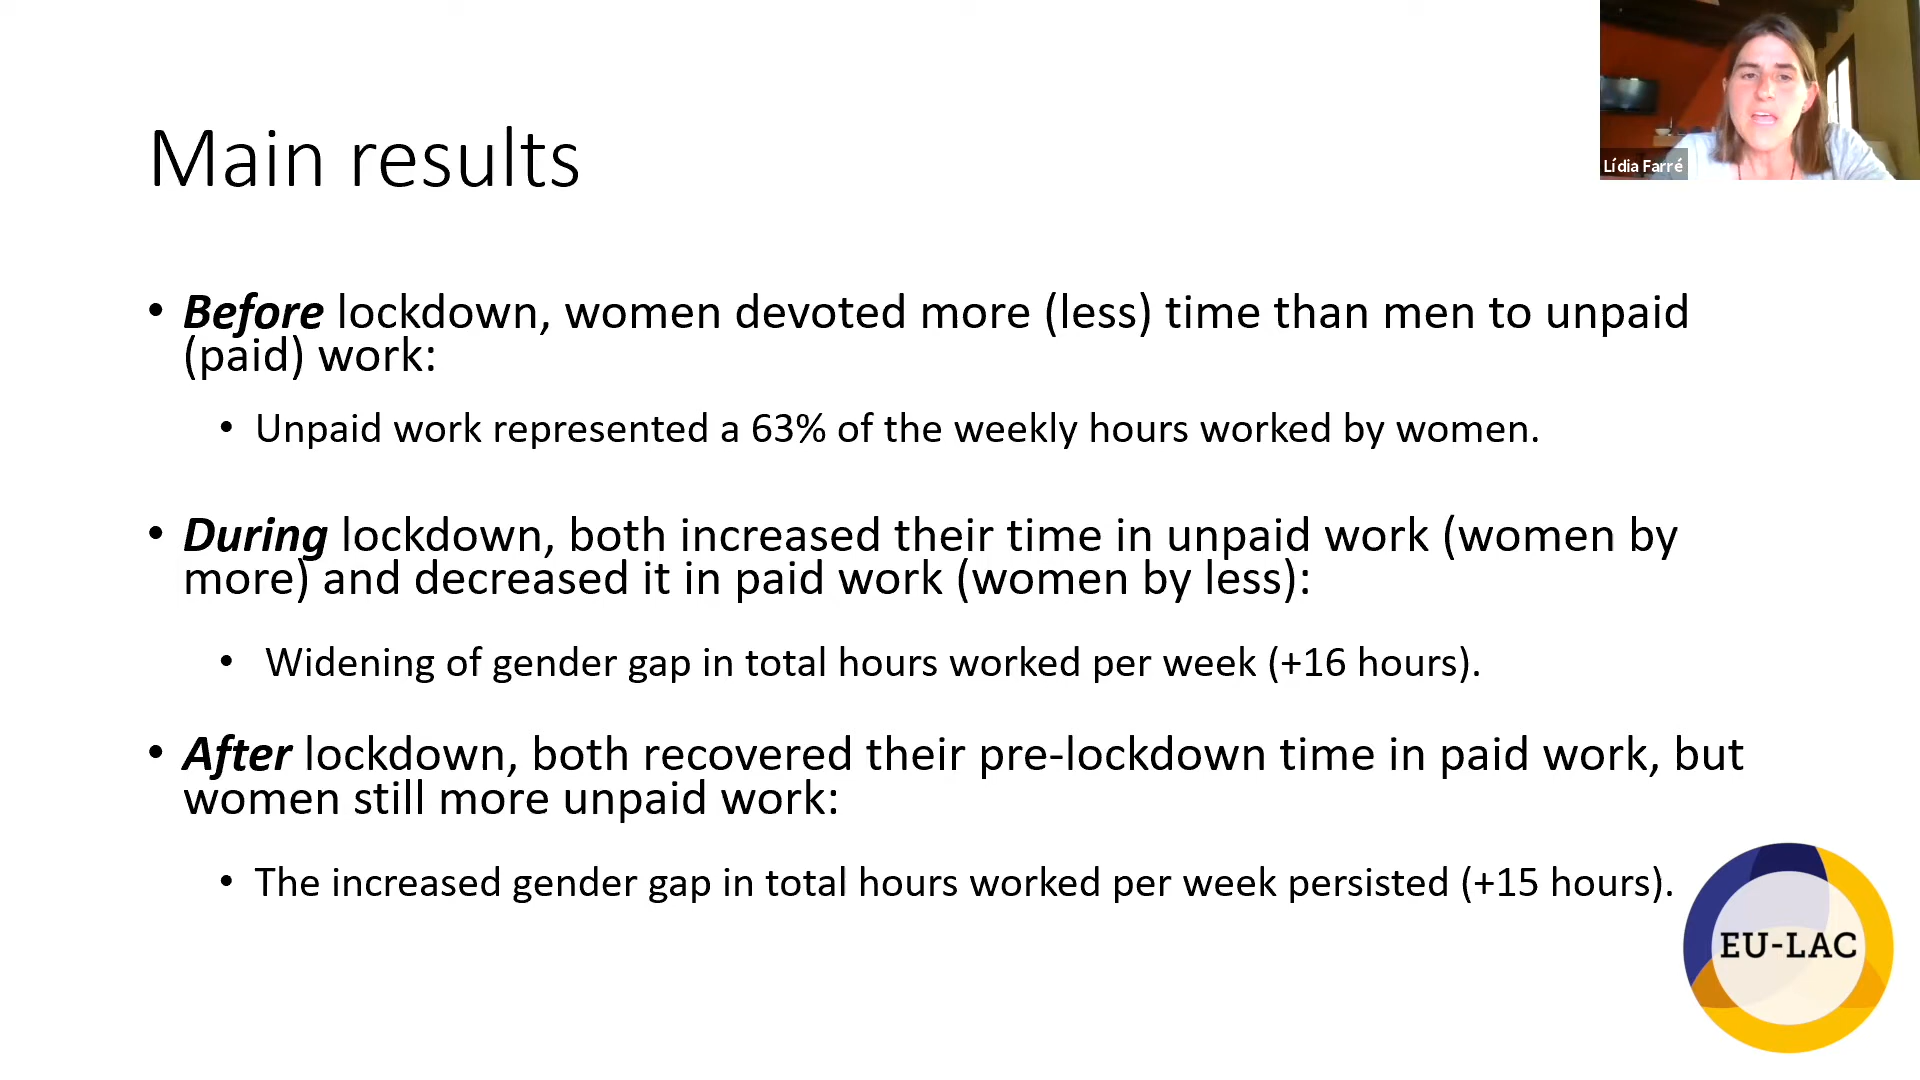 Lídia Farré
Main results
• Before lockdown, women devoted more (less) time than men to unpaid
(paid) work:
• Unpaid work represented a 63% of the weekly hours worked by women.
• During lockdown, both increased their time in unpaid work (women by
more) and decreased it in paid work (women by less):
• Widening of gender gap in total hours worked per week (+16 hours).
• After lockdown, both recovered their pre-lockdown time in paid work, but
women still more unpaid work:
• The increased gender gap in total hours worked per week persisted (+15 hours).
EU-LAC